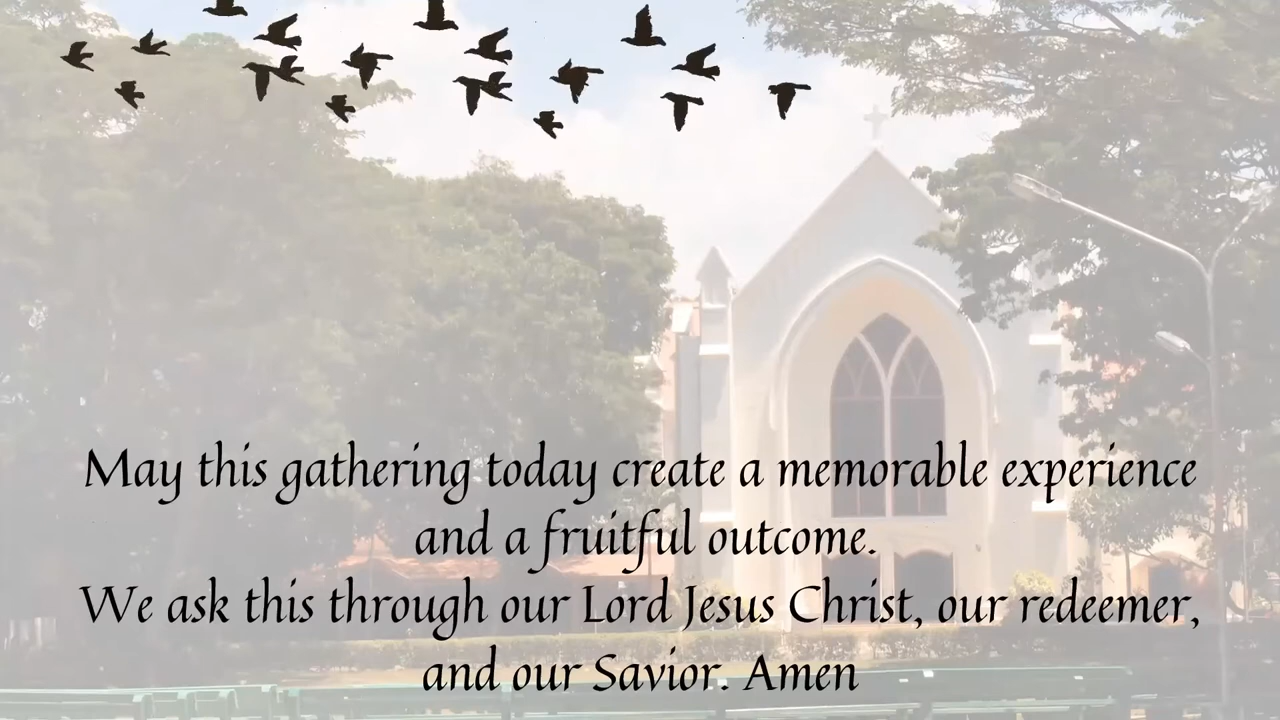 May this gathering today create a memorable experience
and a fruitful outcome.
We ask this through our Lord Jesus Christ, our redeemer,
and our Savior. Amen